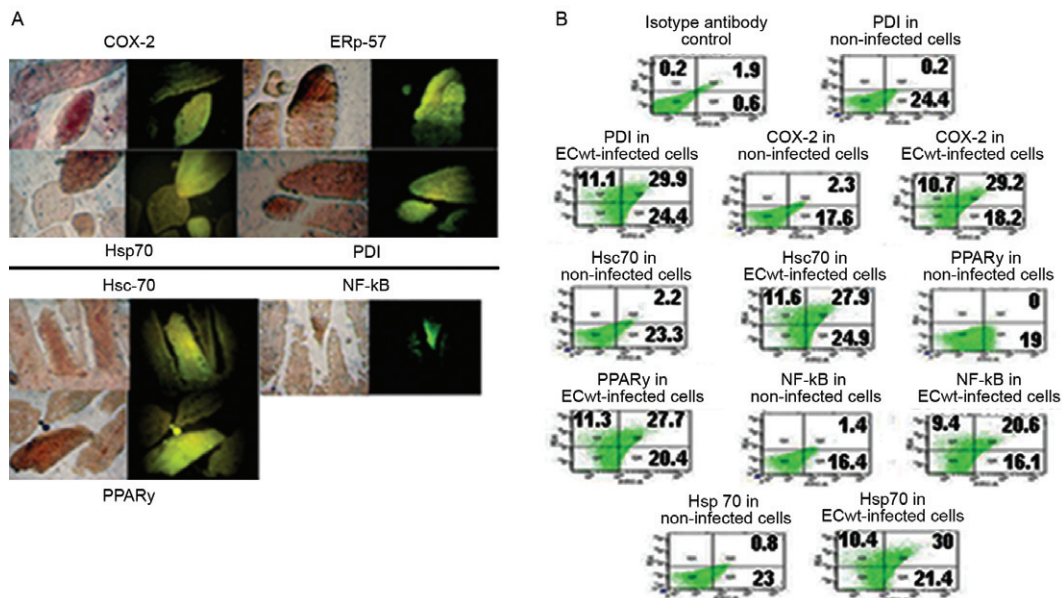 A
COX-2
ERp-57
Hsp70
PDI
Hsc-70
NF-kB
PPARy
B
Isotype antibody
control
0.2
1.9
0.6
PDI in
non-infected cells
0.2
24.4
PDI in
ECwt-infected cells
11.1
29.9
24.4
COX-2 in
non-infected cells
2.3
17.6
COX-2 in
ECwt-infected cells
10.7
29.2
18.2
Hsc70 in
non-infected cells
2.2
23.3
Hsc70 in
ECwt-infected cells
11.6
27.9
24.9
PPARy in
non-infected cells
0
19
PPARy in
ECwt-infected cells
11.3
27.7
20.4
NF-kB in
non-infected cells
1.4
16.4
NF-kB in
ECwt-infected cells
9.4
20.6
16.1
Hsp 70 in
non-infected cells
0.8
23
Hsp70 in
ECwt-infected cells
10.4
30
21.4